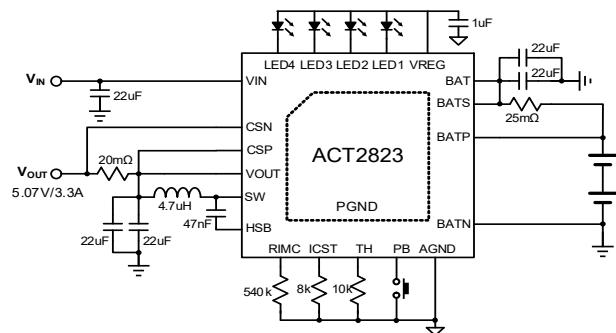 1uF
LED4 LED3 LED2 LED1 VREG
VIN
VIN
22uF
CSN
CSP
VOUT
20mΩ
VOUT
5.07V/3.3A
4.7uH
SW
47nF
HSB
22uF
22uF
ACT2823
PGND
BAT
BATS
BATP
BATN
22uF
22uF
25mΩ
RIMC ICST TH PB AGND
540k
8k
10k